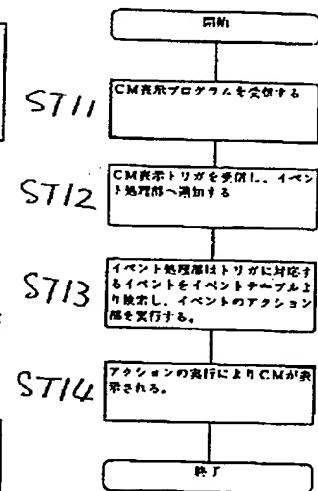 開始
ST11
CM表示プログラムを受信する
ST12
CM表示トリガを受信し、イベン
ト処理部へ通知する
ST13
イベント処理部はトリガに対応す
るイベントをイベントテーブルよ
り検索し、イベントのアクション
部を実行する。
ST14
アクションの実行によりCMが表
示される。
終了